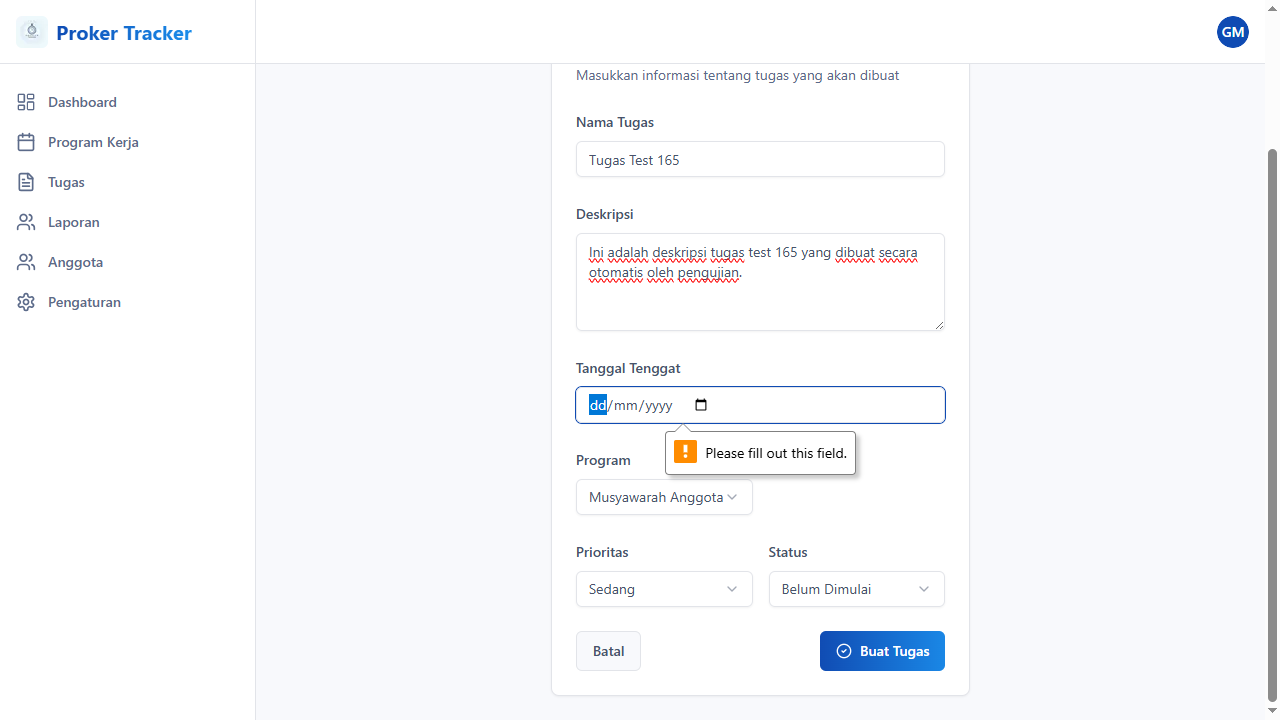 Proker Tracker
GM
Dashboard
Program Kerja
Tugas
Laporan
Anggota
Pengaturan
Masukkan informasi tentang tugas yang akan dibuat
Nama Tugas
Tugas Test 165
Deskripsi
Ini adalah deskripsi tugas test 165 yang dibuat secara
otomatis oleh pengujian.
Tanggal Tenggat
dd/mm/yyyy
Please fill out this field.
Program
Musyawarah Anggota
Prioritas
Status
Sedang
Belum Dimulai
Batal
Buat Tugas